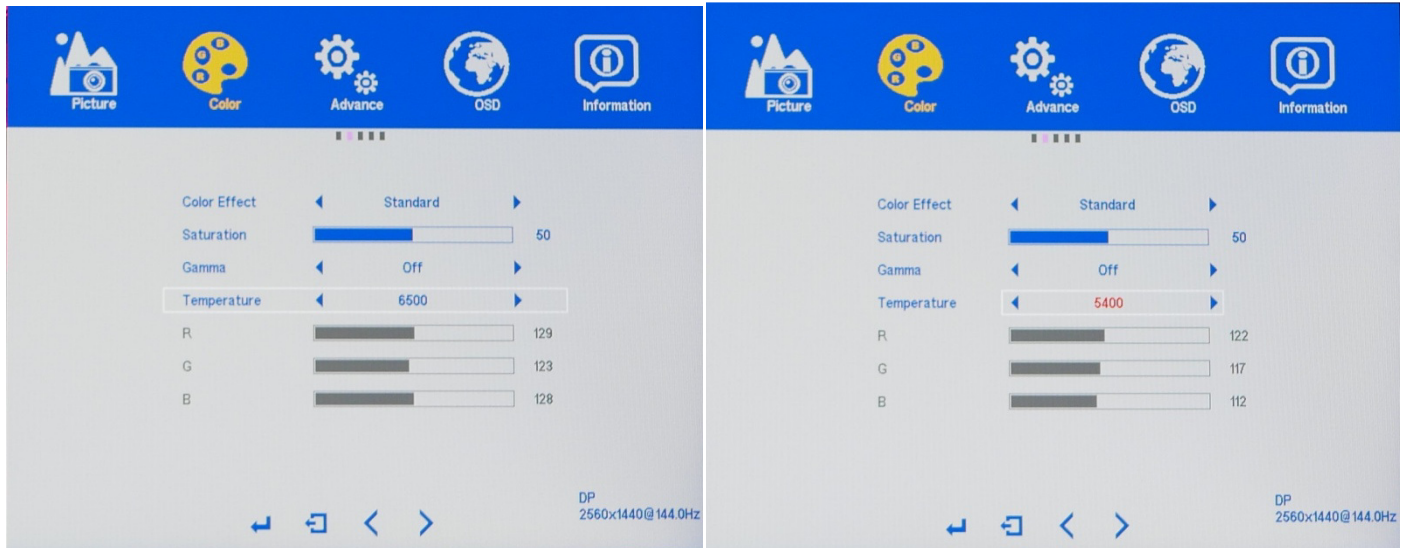 Picture Color Advance OSD Information
Color Effect Standard
Saturation 50
Gamma Off
Temperature 6500
R 129
G 123
B 128
DP
2560x1440@144.0Hz
Picture Color Advance OSD Information
Color Effect Standard
Saturation 50
Gamma Off
Temperature 5400
R 122
G 117
B 112
DP
2560x1440@144.0Hz